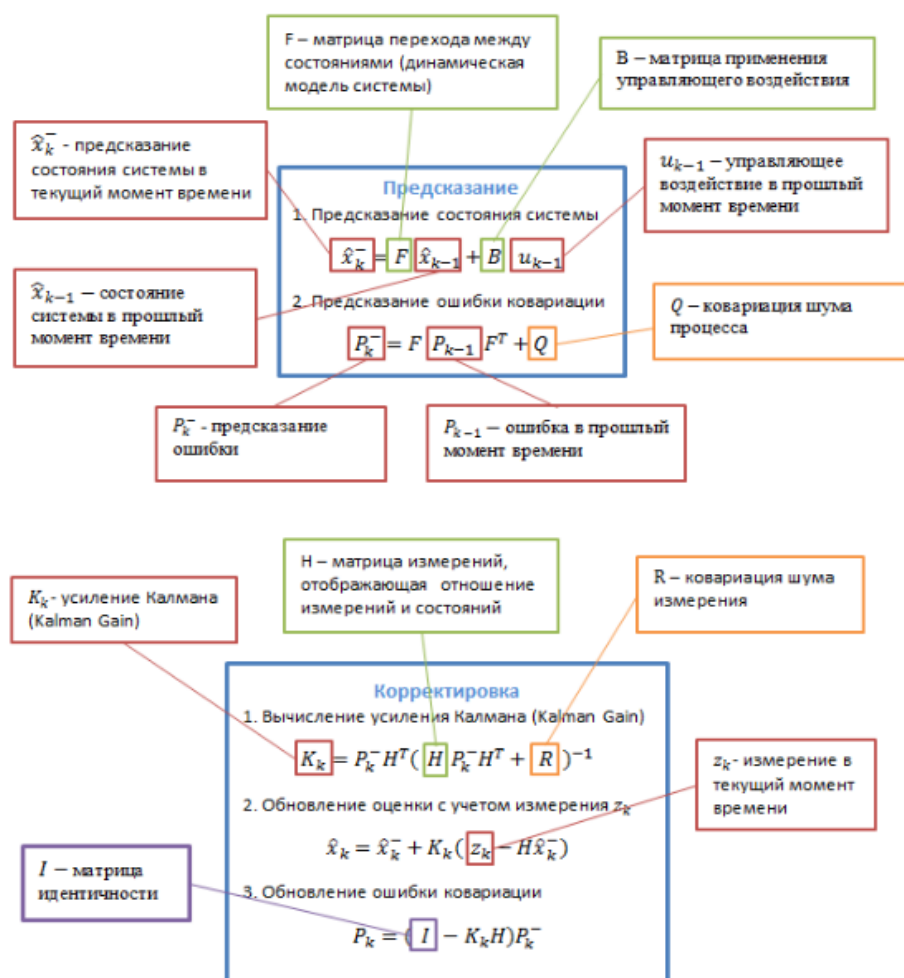 F – матрица перехода между
состояниями (динамическая
модель системы)
B – матрица применения
управляющего воздействия
x̂ₖ⁻ - предсказание
состояния системы в
текущий момент времени
uₖ₋₁ – управляющее
воздействие в прошлый
момент времени
Предсказание
1. Предсказание состояния системы
x̂ₖ⁻ = F x̂ₖ₋₁ + B uₖ₋₁
2. Предсказание ошибки ковариации
Pₖ⁻ = F Pₖ₋₁ Fᵀ + Q
x̂ₖ₋₁ – состояние
системы в прошлый
момент времени
Q – ковариация шума
процесса
Pₖ⁻ - предсказание
ошибки
Pₖ₋₁ – ошибка в прошлый
момент времени
H – матрица измерений,
отображающая отношение
измерений и состояний
R – ковариация шума
измерения
Kₖ- усиление Калмана
(Kalman Gain)
Корректировка
1. Вычисление усиления Калмана (Kalman Gain)
Kₖ = Pₖ⁻Hᵀ( H Pₖ⁻Hᵀ + R )⁻¹
2. Обновление оценки с учетом измерения zₖ
x̂ₖ = x̂ₖ⁻ + Kₖ( zₖ – Hx̂ₖ⁻)
3. Обновление ошибки ковариации
Pₖ = ( I – KₖH)Pₖ⁻
zₖ- измерение в
текущий момент
времени
I – матрица
идентичности